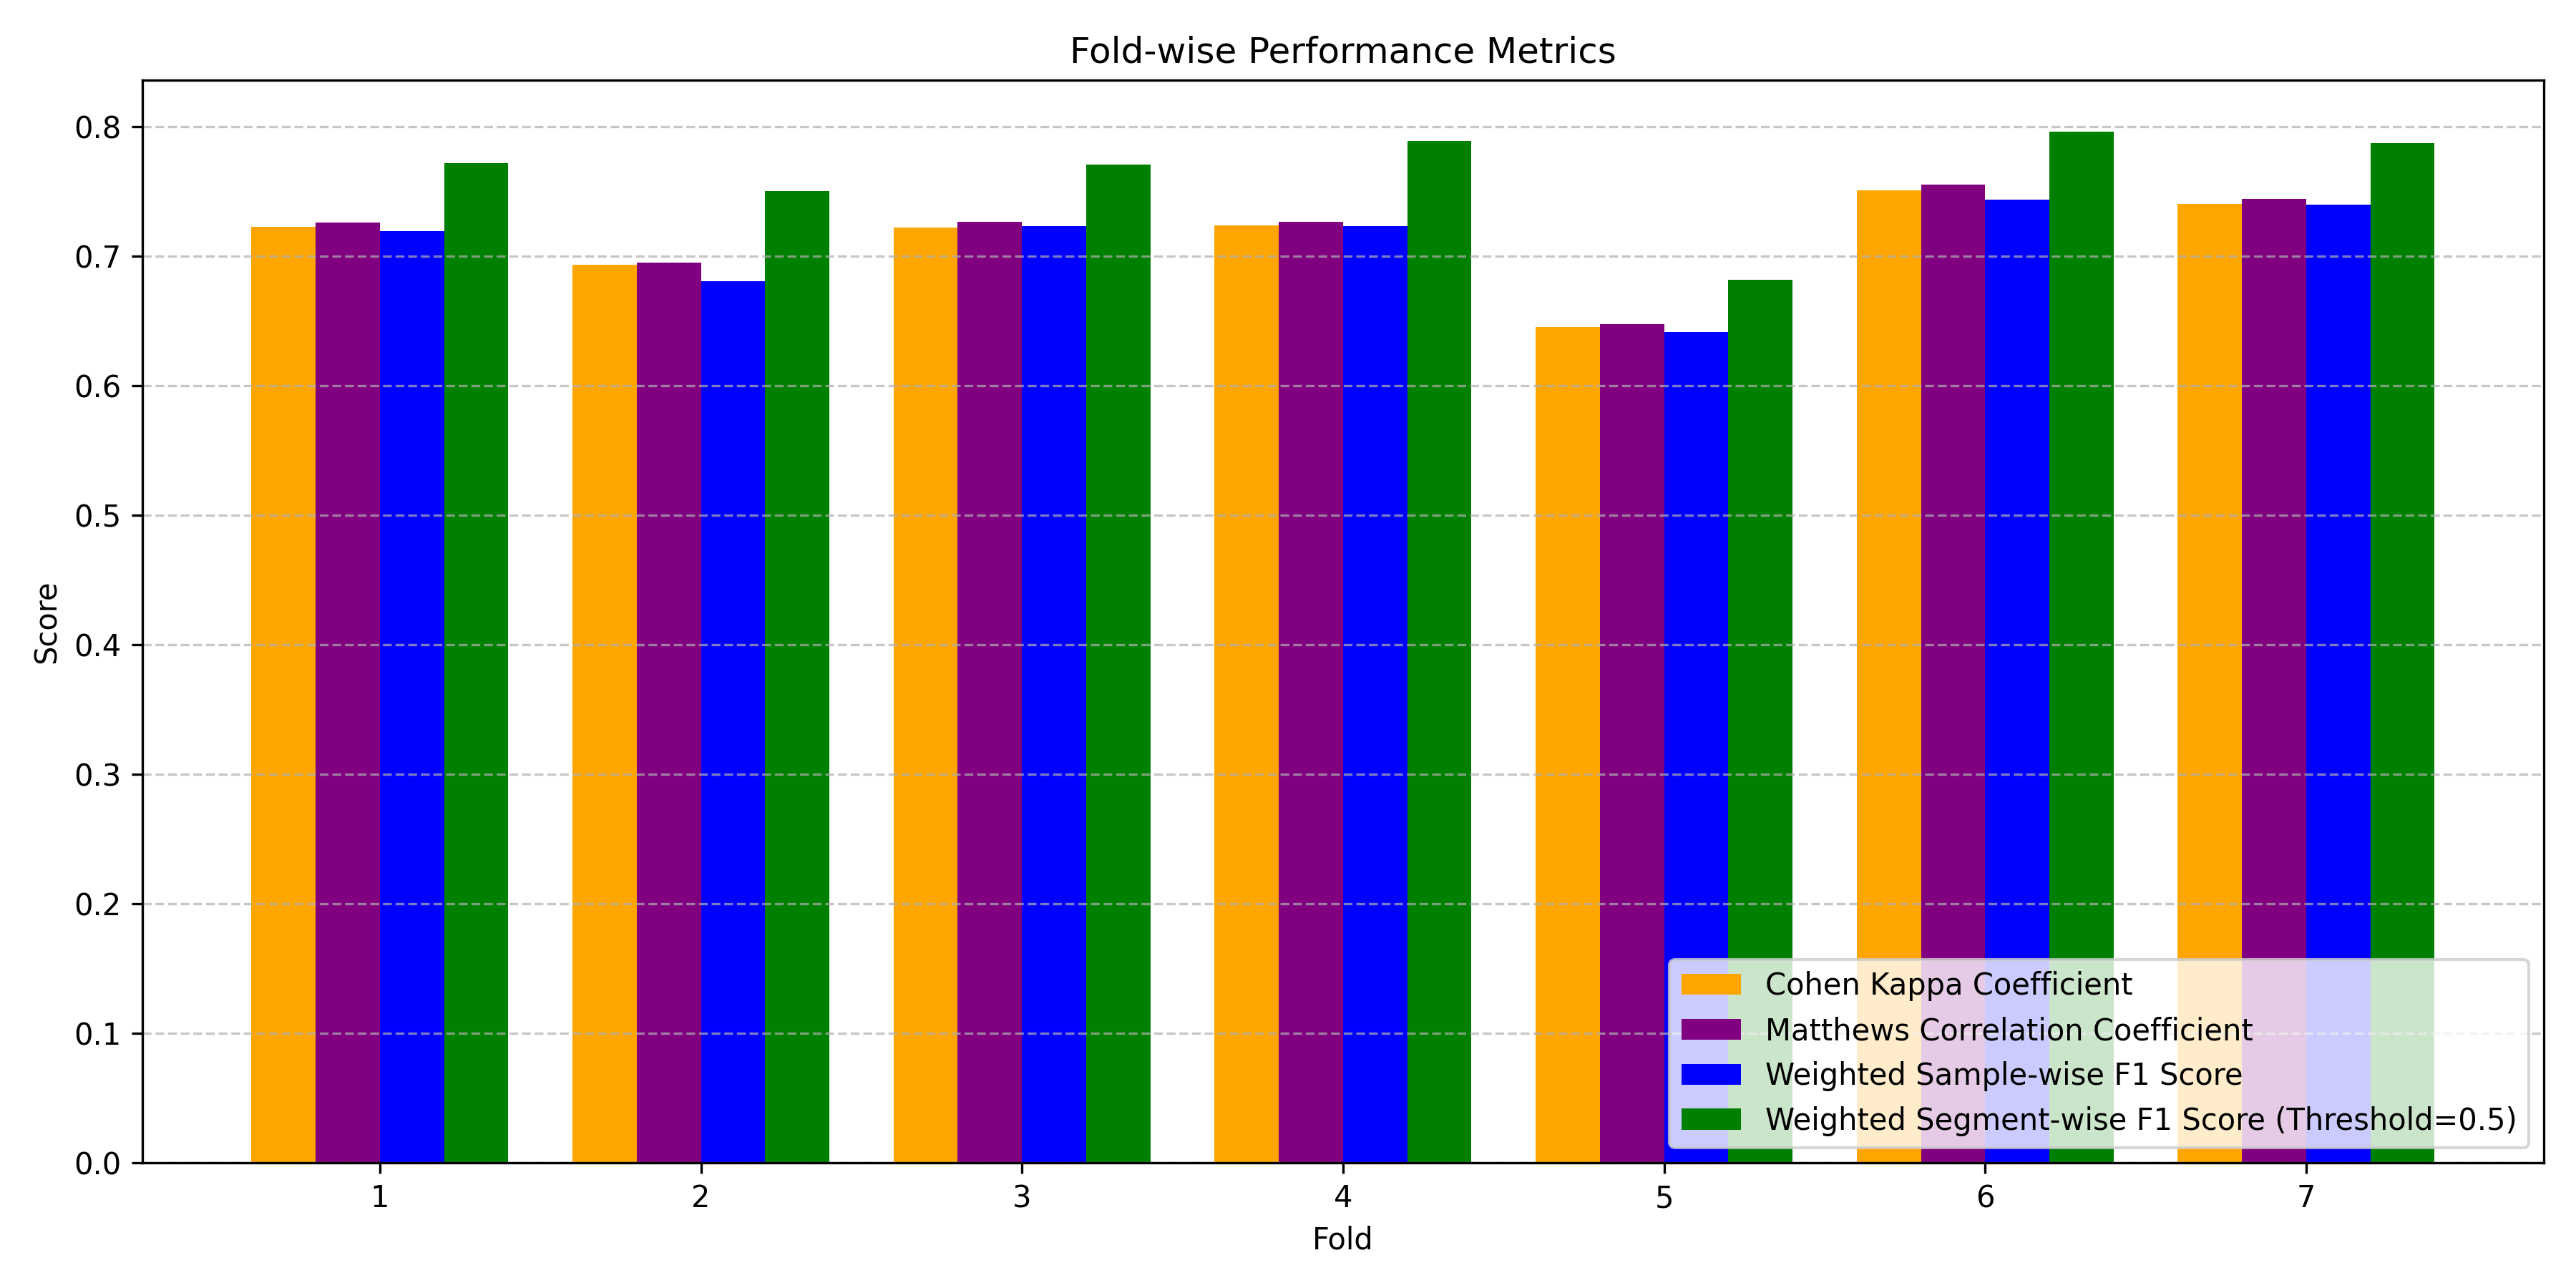 Fold-wise Performance Metrics
0.8
0.7
0.6
0.5
0.4
0.3
0.2
0.1
0.0
Score
1 2 3 4 5 6 7
Fold
Cohen Kappa Coefficient
Matthews Correlation Coefficient
Weighted Sample-wise F1 Score
Weighted Segment-wise F1 Score (Threshold=0.5)